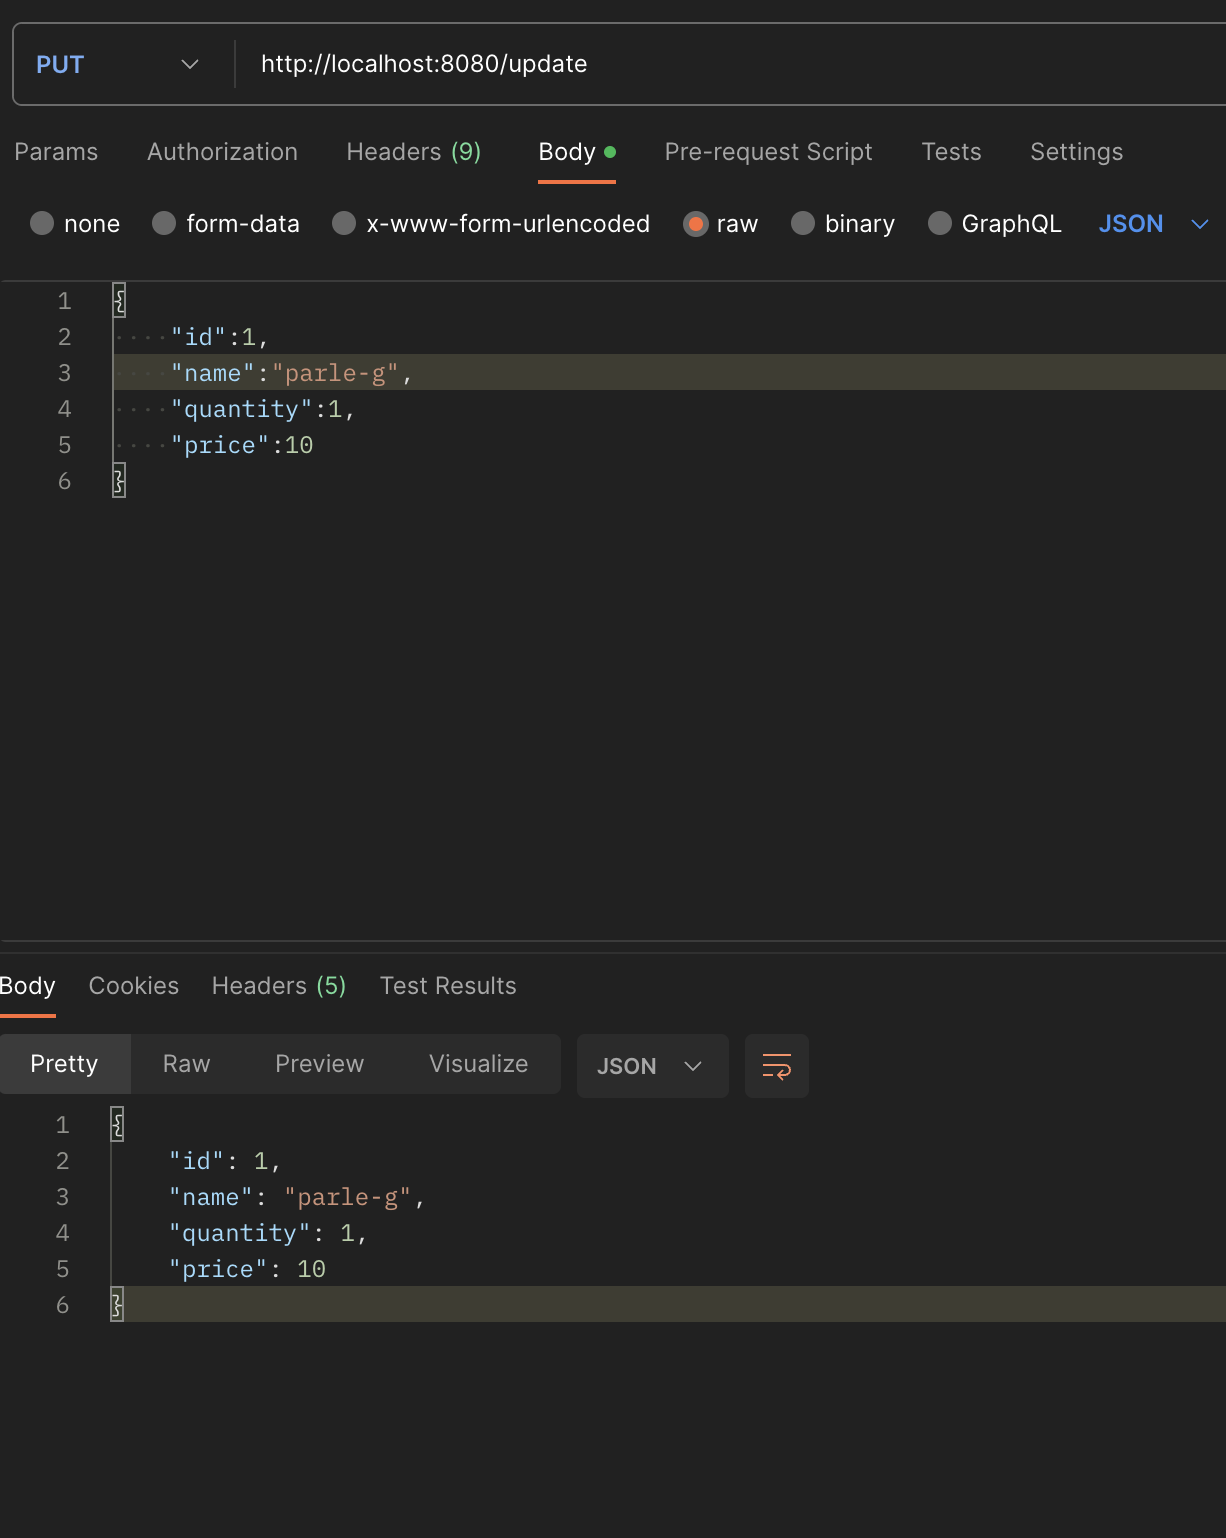 PUT http://localhost:8080/update
Params Authorization Headers (9) Body Pre-request Script Tests Settings
none form-data x-www-form-urlencoded raw binary GraphQL JSON
1 {
2 "id":1,
3 "name":"parle-g",
4 "quantity":1,
5 "price":10
6 }
Body Cookies Headers (5) Test Results
Pretty Raw Preview Visualize JSON
1 {
2 "id": 1,
3 "name": "parle-g",
4 "quantity": 1,
5 "price": 10
6 }